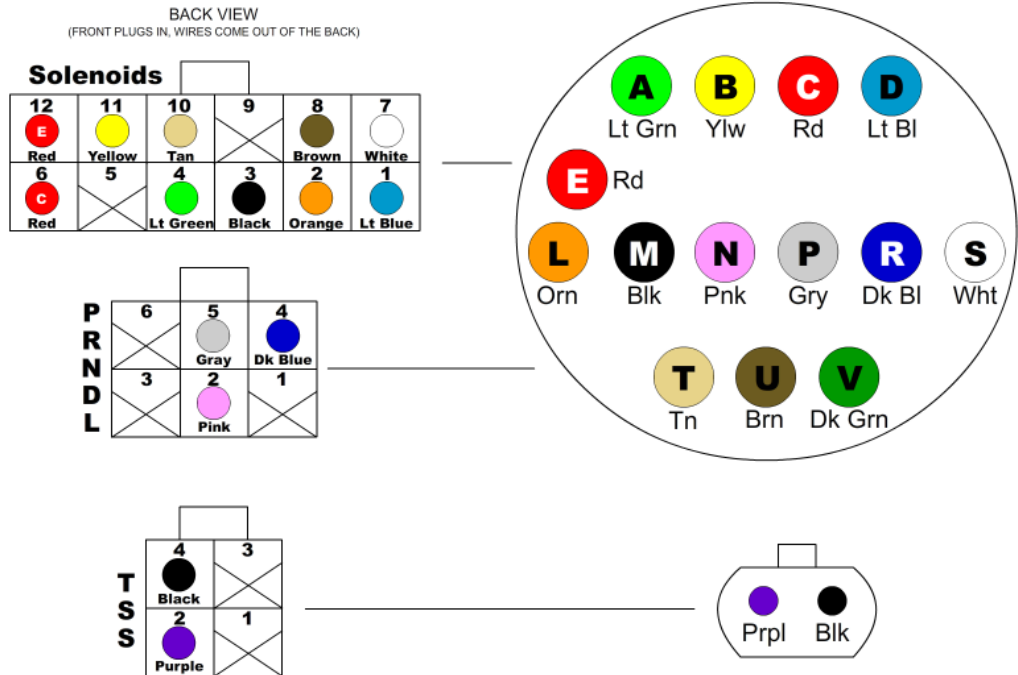 BACK VIEW
(FRONT PLUGS IN, WIRES COME OUT OF THE BACK)
Solenoids
12 11 10 9 8 7
E
Red Yellow Tan Brown White
6 5 4 3 2 1
C
Red Lt Green Black Orange Lt Blue
A B C D
Lt Grn Ylw Rd Lt Bl
E Rd
L M N P R S
Orn Blk Pnk Gry Dk Bl Wht
T U V
Tn Brn Dk Grn
PRNDL
6 5 4
Gray Dk Blue
3 2 1
Pink
TSS
4 3
Black
2 1
Purple
Prpl Blk